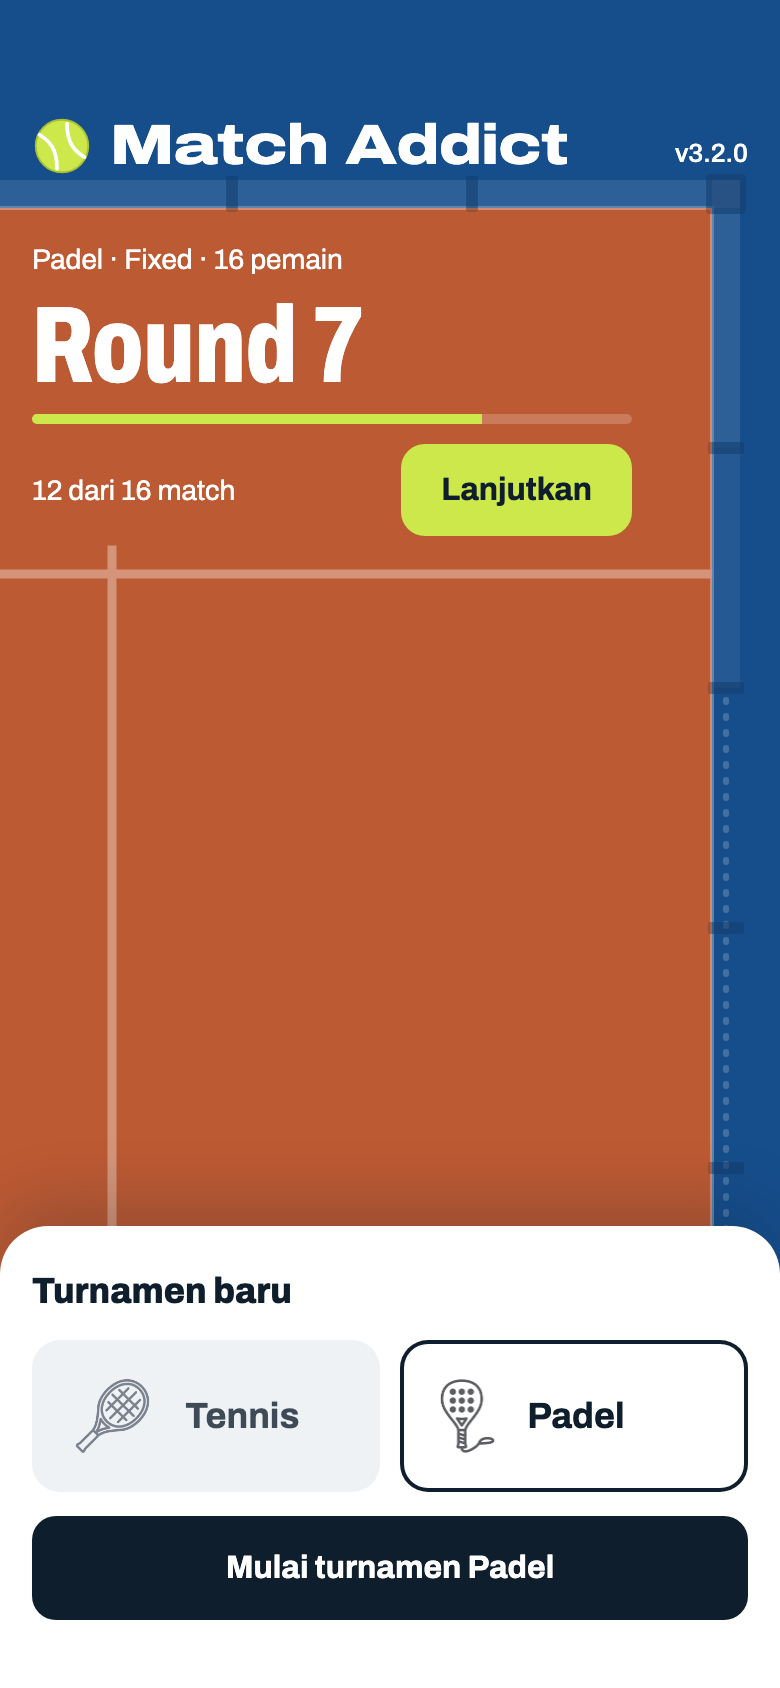 Match Addict
v3.2.0
Padel · Fixed · 16 pemain
Round 7
12 dari 16 match
Lanjutkan
Turnamen baru
Tennis
Padel
Mulai turnamen Padel